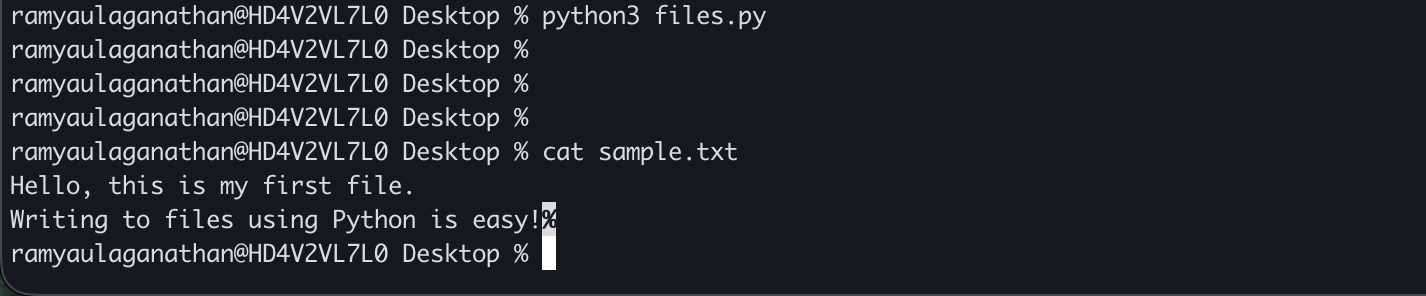 ramyaulaganathan@HD4V2VL7L0 Desktop % python3 files.py
ramyaulaganathan@HD4V2VL7L0 Desktop %
ramyaulaganathan@HD4V2VL7L0 Desktop %
ramyaulaganathan@HD4V2VL7L0 Desktop %
ramyaulaganathan@HD4V2VL7L0 Desktop % cat sample.txt
Hello, this is my first file.
Writing to files using Python is easy!%
ramyaulaganathan@HD4V2VL7L0 Desktop %